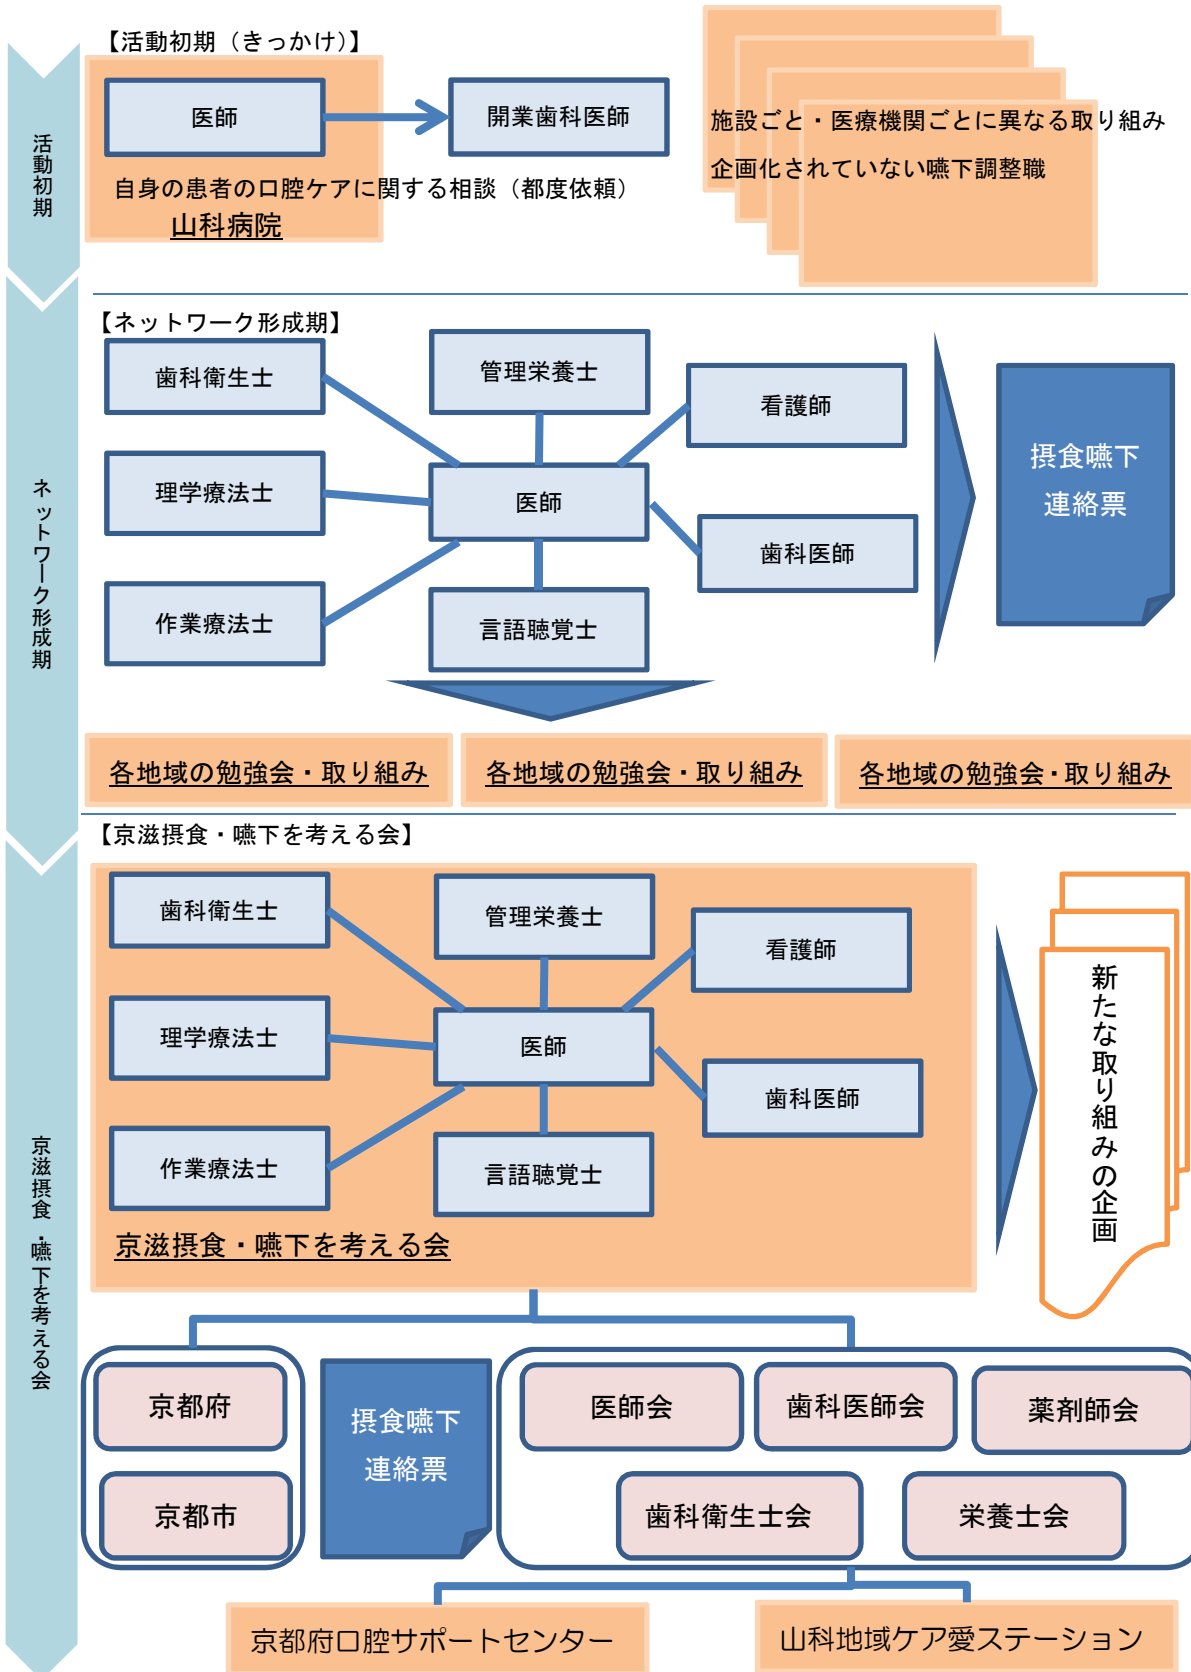 【活動初期（きっかけ）】
活動初期
医師
開業歯科医師
自身の患者の口腔ケアに関する相談（都度依頼）
山科病院
施設ごと・医療機関ごとに異なる取り組み
企画化されていない嚥下調整職
【ネットワーク形成期】
ネットワーク形成期
歯科衛生士
管理栄養士
看護師
理学療法士
医師
歯科医師
作業療法士
言語聴覚士
摂食嚥下
連絡票
各地域の勉強会・取り組み
各地域の勉強会・取り組み
各地域の勉強会・取り組み
【京滋摂食・嚥下を考える会】
京滋摂食・嚥下を考える会
歯科衛生士
管理栄養士
看護師
理学療法士
医師
歯科医師
作業療法士
言語聴覚士
京滋摂食・嚥下を考える会
新たな取り組みの企画
京都府
京都市
摂食嚥下
連絡票
医師会
歯科医師会
薬剤師会
歯科衛生士会
栄養士会
京都府口腔サポートセンター
山科地域ケア愛ステーション